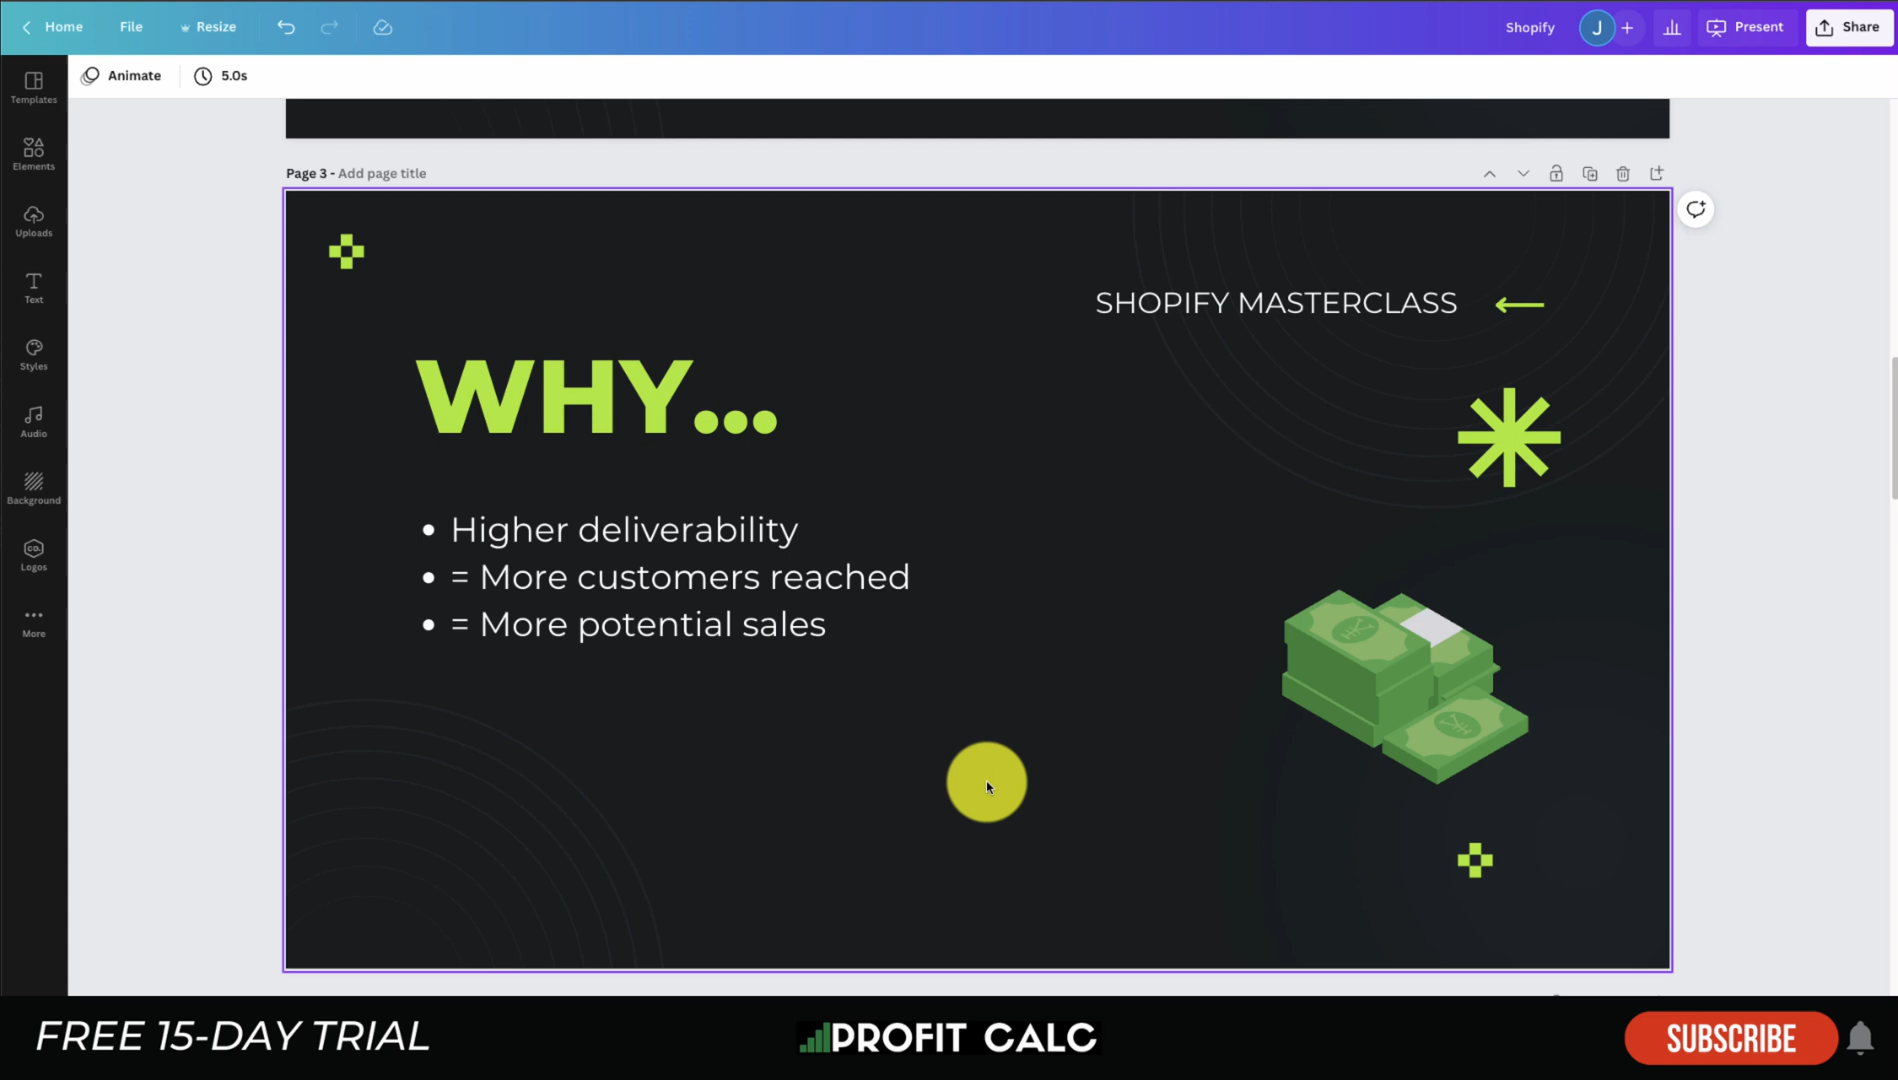 Home
File
Resize
Shopify
J
Present
Share
Animate
5.0s
Templates
Elements
Uploads
Text
Styles
Audio
Background
CO.
Logos
More
Page 3 - Add page title
SHOPIFY MASTERCLASS
WHY...
• Higher deliverability
• = More customers reached
• = More potential sales
FREE 15-DAY TRIAL
PROFIT CALC
SUBSCRIBE